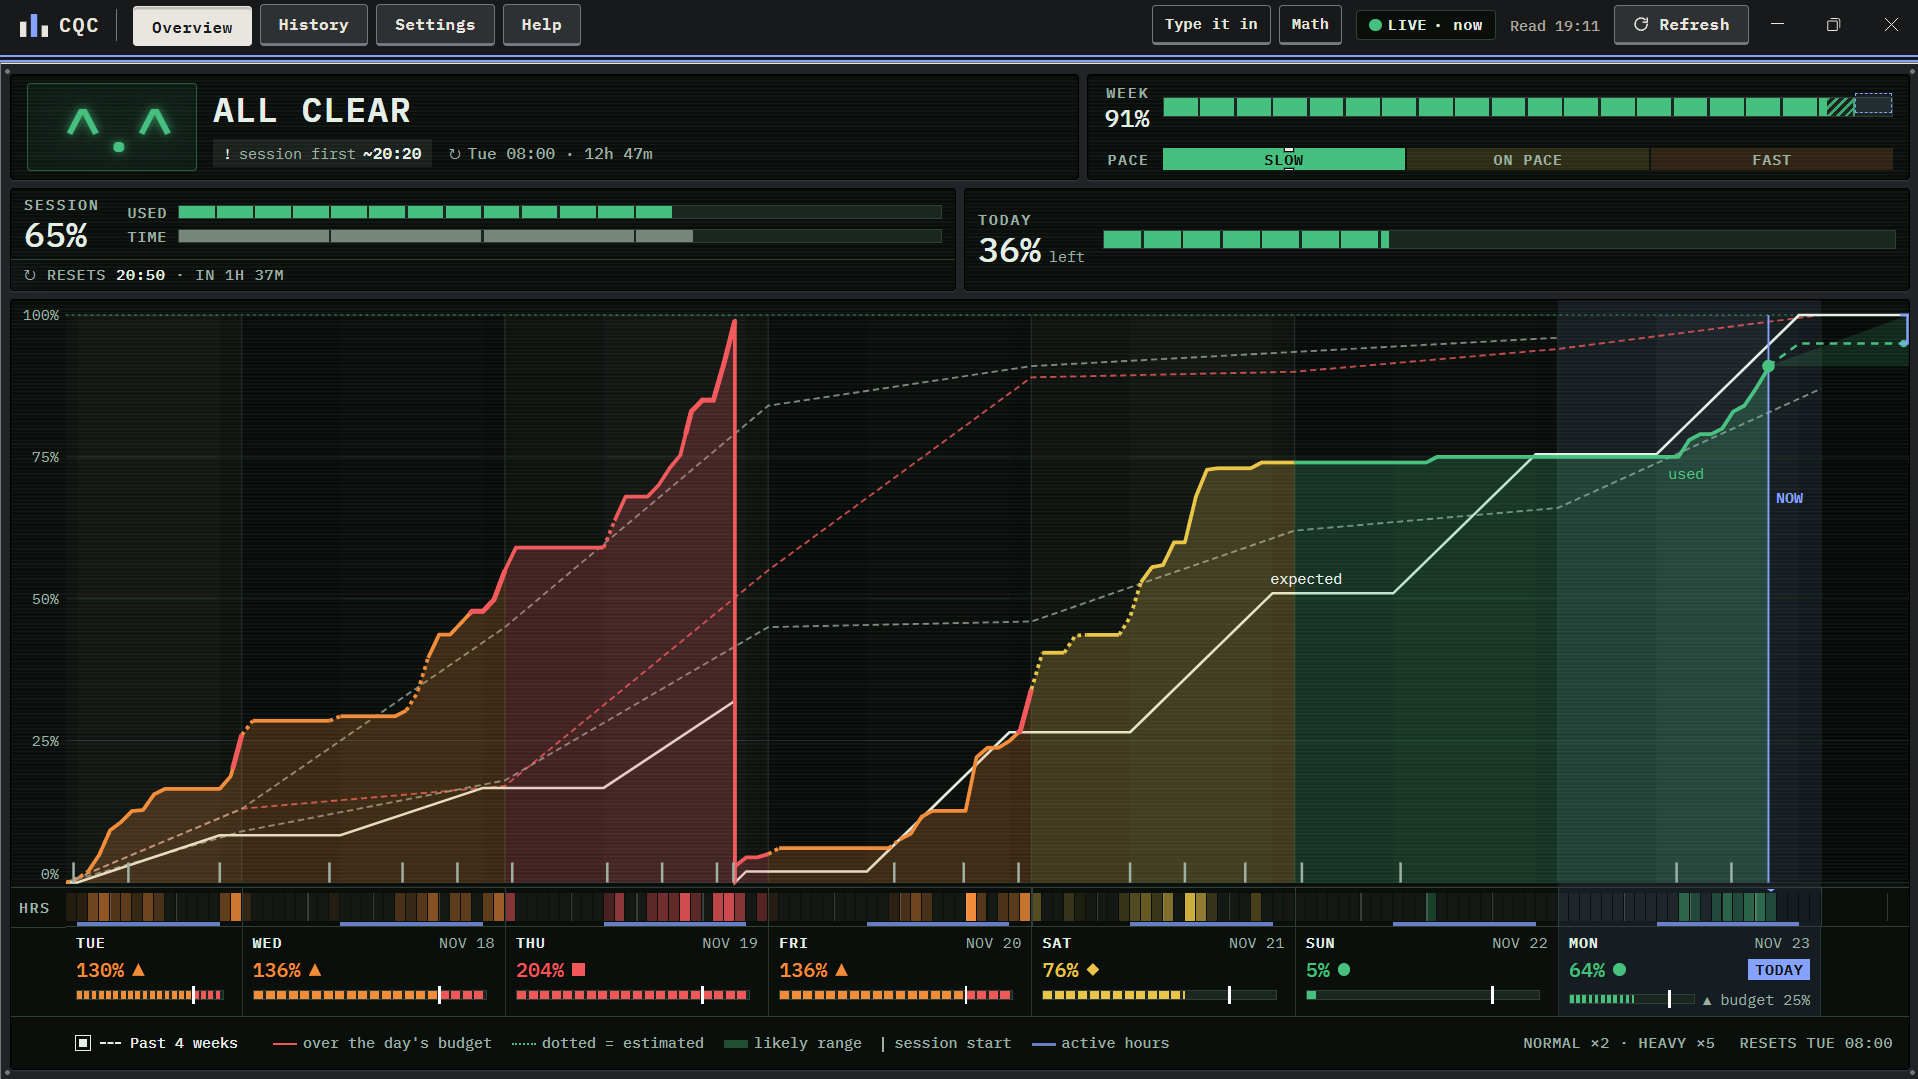 CQC
Overview
History
Settings
Help
Type it in
Math
LIVE · now
Read 19:11
Refresh
^.^
ALL CLEAR
! session first ~20:20
↻ Tue 08:00 · 12h 47m
WEEK
91%
PACE
SLOW
ON PACE
FAST
SESSION
65%
USED
TIME
↻ RESETS 20:50 · IN 1H 37M
TODAY
36% left
100%
75%
50%
25%
0%
expected
used
NOW
HRS
TUE
130%
WED NOV 18
136%
THU NOV 19
204%
FRI NOV 20
136%
SAT NOV 21
76%
SUN NOV 22
5%
MON NOV 23
64% TODAY
▲ budget 25%
Past 4 weeks
over the day's budget
dotted = estimated
likely range
session start
active hours
NORMAL ×2 · HEAVY ×5
RESETS TUE 08:00